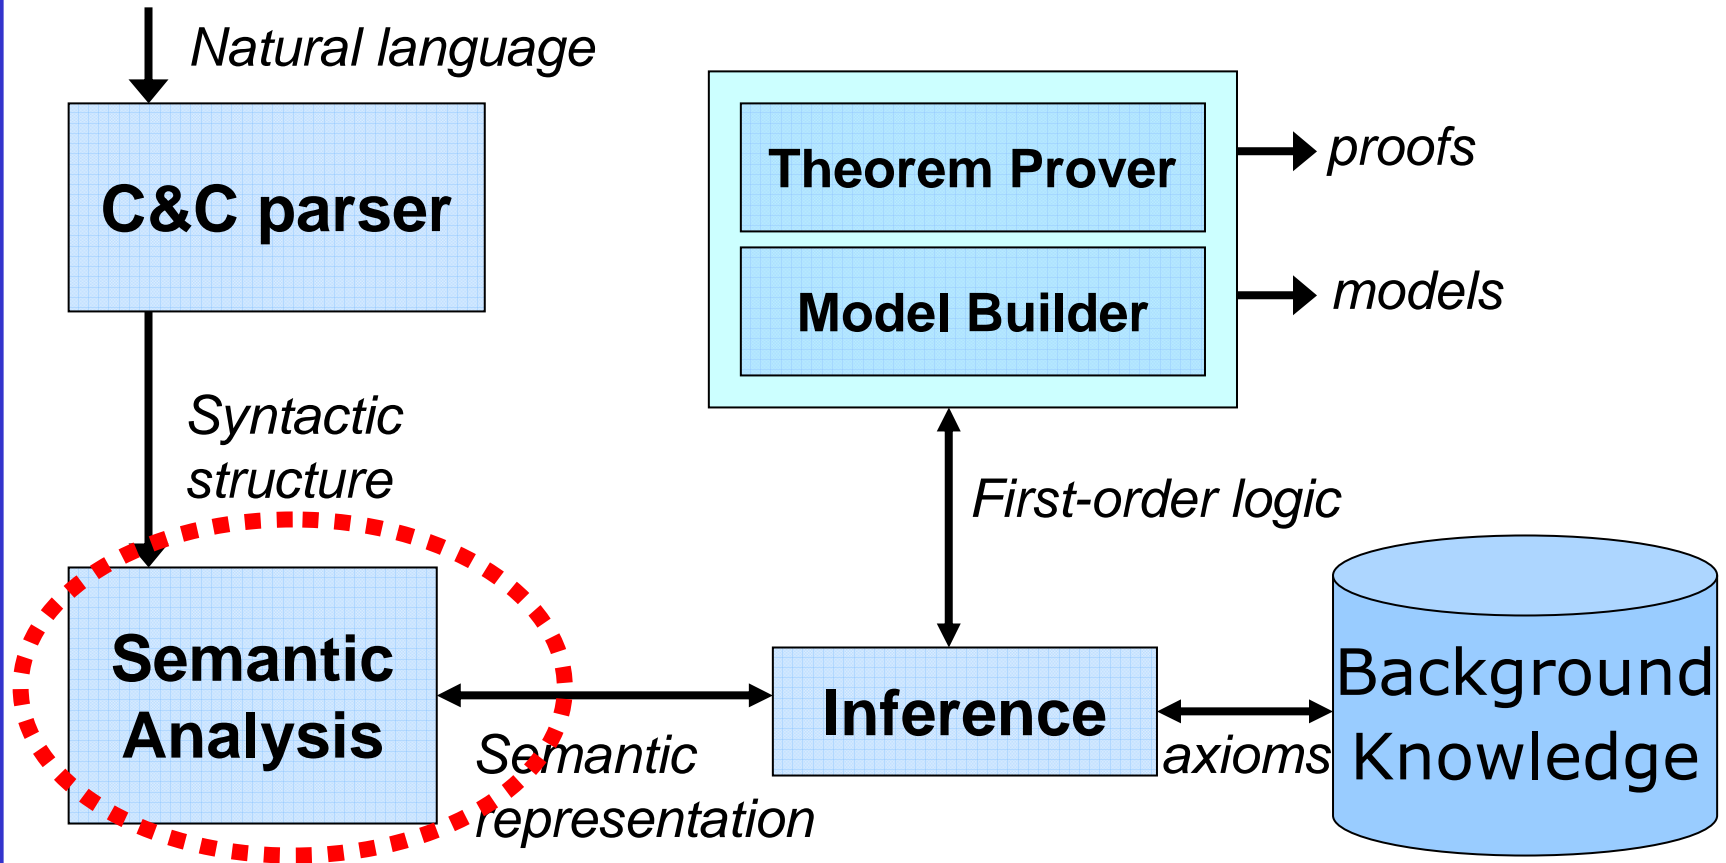 Natural language
C&C parser
Theorem Prover
proofs
Model Builder
models
Syntactic
structure
First-order logic
Semantic
Analysis
Semantic
representation
Inference
axioms
Background
Knowledge